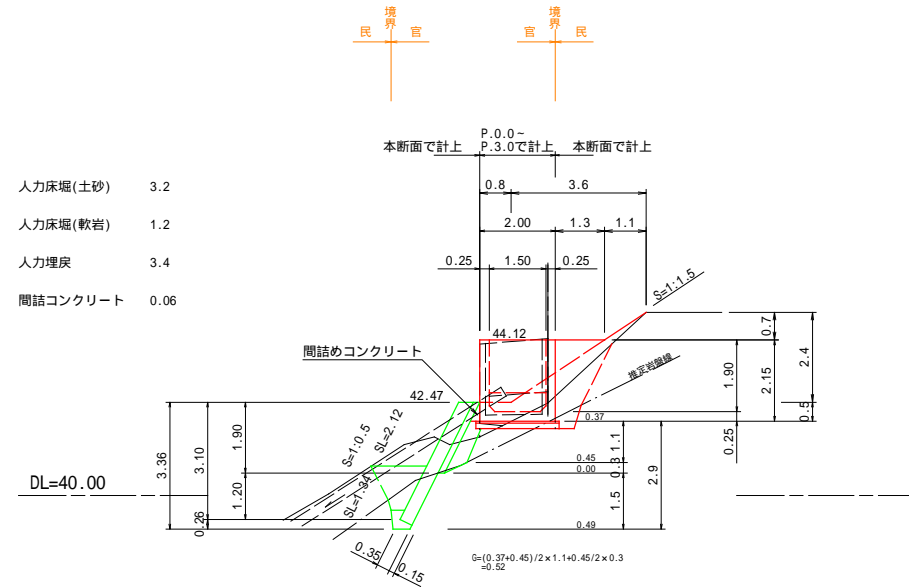 境界
民 官
境界
官 民
P.0.0～
本断面で計上 P.3.0で計上 本断面で計上
人力床堀(土砂) 3.2
人力床堀(軟岩) 1.2
人力埋戻 3.4
間詰コンクリート 0.06
0.8 3.6
2.00 1.3 1.1
0.25 1.50 0.25
S=1:1.5
0.7
2.4
44.12
間詰めコンクリート
推定岩盤線
1.90
2.15
42.47
0.5
0.37
0.25
S=1:0.5
SL=2.12
SL=1.34
3.36
3.10
1.90
1.20
0.26
1.1
0.45
0.3
0.00
1.5
2.9
0.49
DL=40.00
0.35
0.15
G=(0.37+0.45)/2×1.1+0.45/2×0.3
=0.52